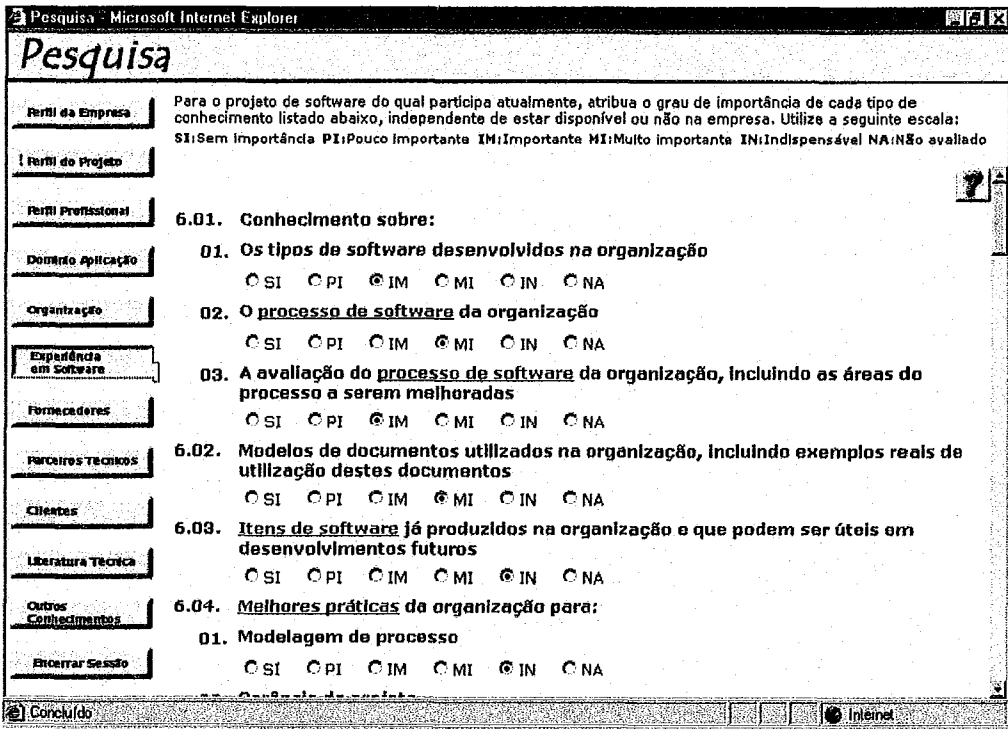 Pesquisa - Microsoft Internet Explorer
Pesquisa
Perfil da Empresa
! Perfil do Projeto
Perfil Profissional
Domínio Aplicação
Organização
Experiência
em Software
Fornecedores
Parceiros Técnicos
Clientes
Literatura Técnica
Outros
Conhecimentos
Encerrar Sessão
Para o projeto de software do qual participa atualmente, atribua o grau de importância de cada tipo de
conhecimento listado abaixo, independente de estar disponível ou não na empresa. Utilize a seguinte escala:
SI:Sem importância PI:Pouco importante IM:Importante MI:Muito importante IN:Indispensável NA:Não avaliado
?
6.01. Conhecimento sobre:
01. Os tipos de software desenvolvidos na organização
SI PI IM MI IN NA
02. O processo de software da organização
SI PI IM MI IN NA
03. A avaliação do processo de software da organização, incluindo as áreas do
processo a serem melhoradas
SI PI IM MI IN NA
6.02. Modelos de documentos utilizados na organização, incluindo exemplos reais de
utilização destes documentos
SI PI IM MI IN NA
6.03. Itens de software já produzidos na organização e que podem ser úteis em
desenvolvimentos futuros
SI PI IM MI IN NA
6.04. Melhores práticas da organização para:
01. Modelagem de processo
SI PI IM MI IN NA
Concluído
Internet